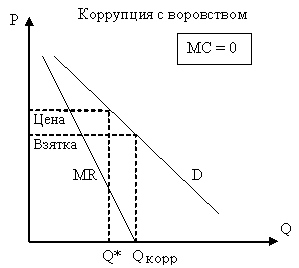 P
Коррупция с воровством
MC = 0
Цена
Взятка
MR
D
Q
Q*
Qкорр